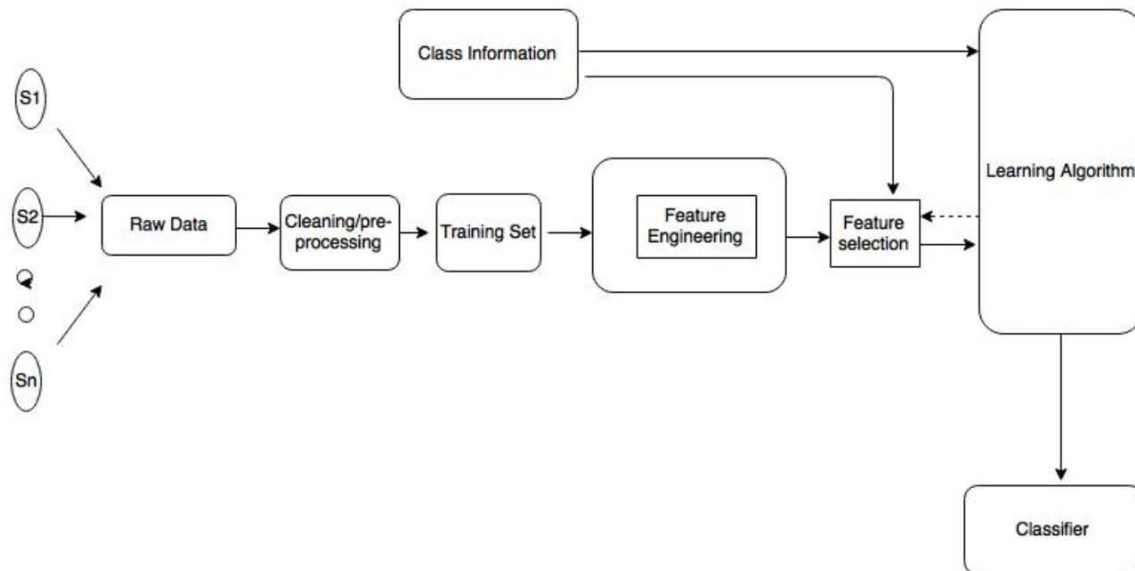 Class Information
S1
Learning Algorithm
S2
Raw Data
Cleaning/pre-
processing
Training Set
Feature
Engineering
Feature
selection
Sn
Classifier